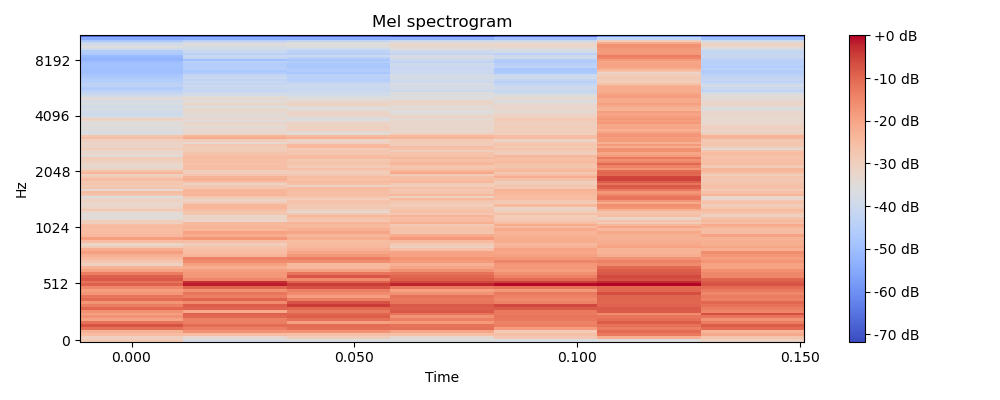 Mel spectrogram
Hz
8192
4096
2048
1024
512
0
0.000
0.050
0.100
0.150
Time
+0 dB
-10 dB
-20 dB
-30 dB
-40 dB
-50 dB
-60 dB
-70 dB